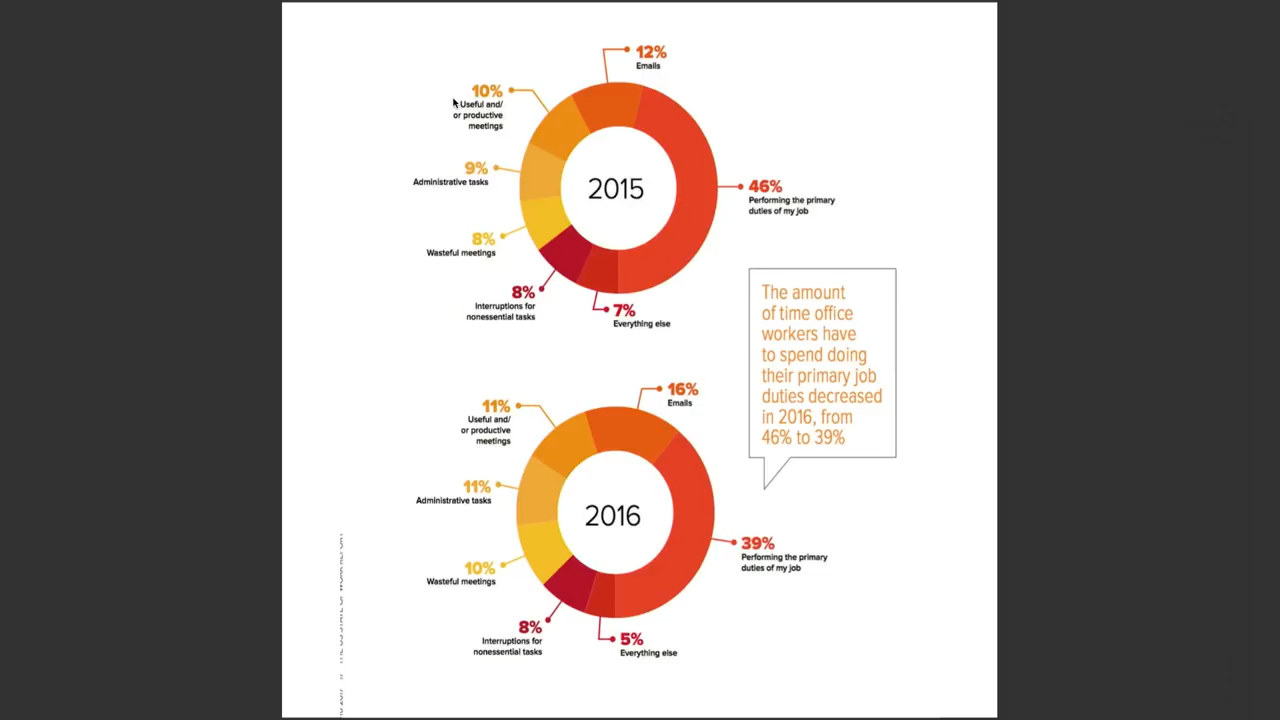 12%
Emails
10%
Useful and/
or productive
meetings
9%
Administrative tasks
46%
Performing the primary
duties of my job
8%
Wasteful meetings
8%
Interruptions for
nonessential tasks
7%
Everything else
2015
The amount
of time office
workers have
to spend doing
their primary job
duties decreased
in 2016, from
46% to 39%
16%
Emails
11%
Useful and/
or productive
meetings
11%
Administrative tasks
2016
39%
Performing the primary
duties of my job
10%
Wasteful meetings
8%
Interruptions for
nonessential tasks
5%
Everything else